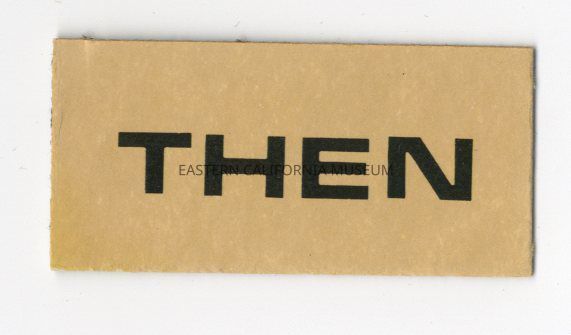 THEN
EASTERN CALIFORNIA MUSEUM